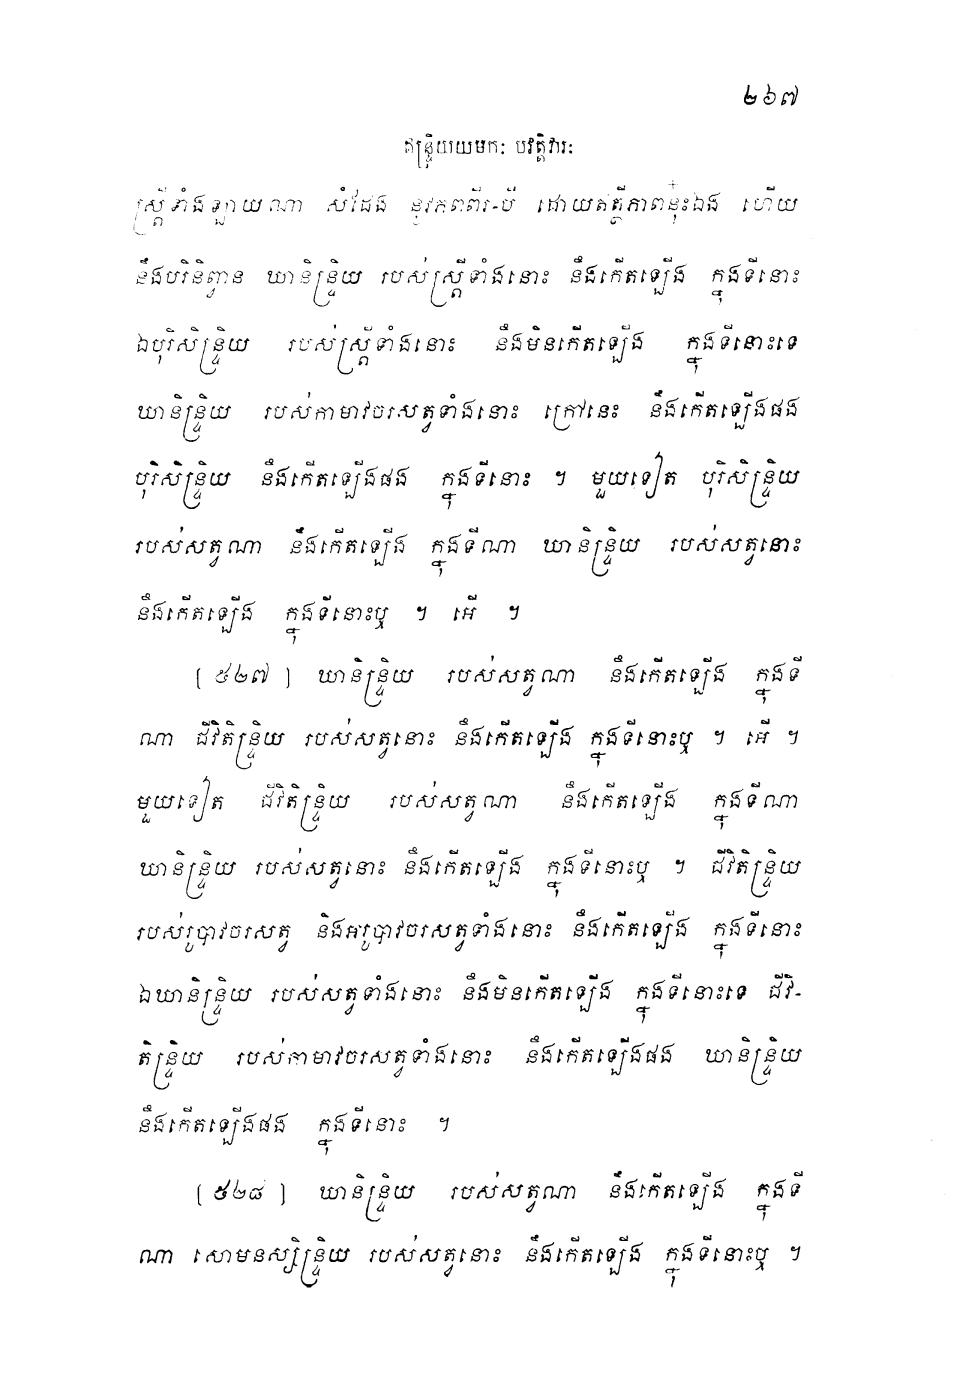 ២៦៧
ឥន្ទ្រិយយមកៈ បវត្តិវារៈ
ស្ត្រីទាំងឡាយណា សំដែង នូវភពពីរ-បី ដោយឥត្ថីភាពនុ៎ះឯង ហើយ
នឹងបរិនិព្វាន ឃានិន្ទ្រិយ របស់ស្ត្រីទាំងនោះ នឹងកើតឡើង ក្នុងទីនោះ
ឯបុរិសិន្ទ្រិយ របស់ស្ត្រីទាំងនោះ នឹងមិនកើតឡើង ក្នុងទីនោះទេ
ឃានិន្ទ្រិយ របស់កាមាវចរសត្វទាំងនោះ ក្រៅនេះ នឹងកើតឡើងផង
បុរិសិន្ទ្រិយ នឹងកើតឡើងផង ក្នុងទីនោះ ។ មួយទៀត បុរិសិន្ទ្រិយ
របស់សត្វណា នឹងកើតឡើង ក្នុងទីណា ឃានិន្ទ្រិយ របស់សត្វនោះ
នឹងកើតឡើង ក្នុងទីនោះឬ ។ អើ ។
[ ៥២៧ ] ឃានិន្ទ្រិយ របស់សត្វណា នឹងកើតឡើង ក្នុងទី
ណា ជីវិតិន្ទ្រិយ របស់សត្វនោះ នឹងកើតឡើង ក្នុងទីនោះឬ ។ អើ ។
មួយទៀត ជីវិតិន្ទ្រិយ របស់សត្វណា នឹងកើតឡើង ក្នុងទីណា
ឃានិន្ទ្រិយ របស់សត្វនោះ នឹងកើតឡើង ក្នុងទីនោះឬ ។ ជីវិតិន្ទ្រិយ
របស់រូបាវចរសត្វ និងអរូបាវចរសត្វទាំងនោះ នឹងកើតឡើង ក្នុងទីនោះ
ឯឃានិន្ទ្រិយ របស់សត្វទាំងនោះ នឹងមិនកើតឡើង ក្នុងទីនោះទេ ជីវិ-
តិន្ទ្រិយ របស់កាមាវចរសត្វទាំងនោះ នឹងកើតឡើងផង ឃានិន្ទ្រិយ
នឹងកើតឡើងផង ក្នុងទីនោះ ។
[ ៥២៨ ] ឃានិន្ទ្រិយ របស់សត្វណា នឹងកើតឡើង ក្នុងទី
ណា សោមនស្សិន្ទ្រិយ របស់សត្វនោះ នឹងកើតឡើង ក្នុងទីនោះឬ ។